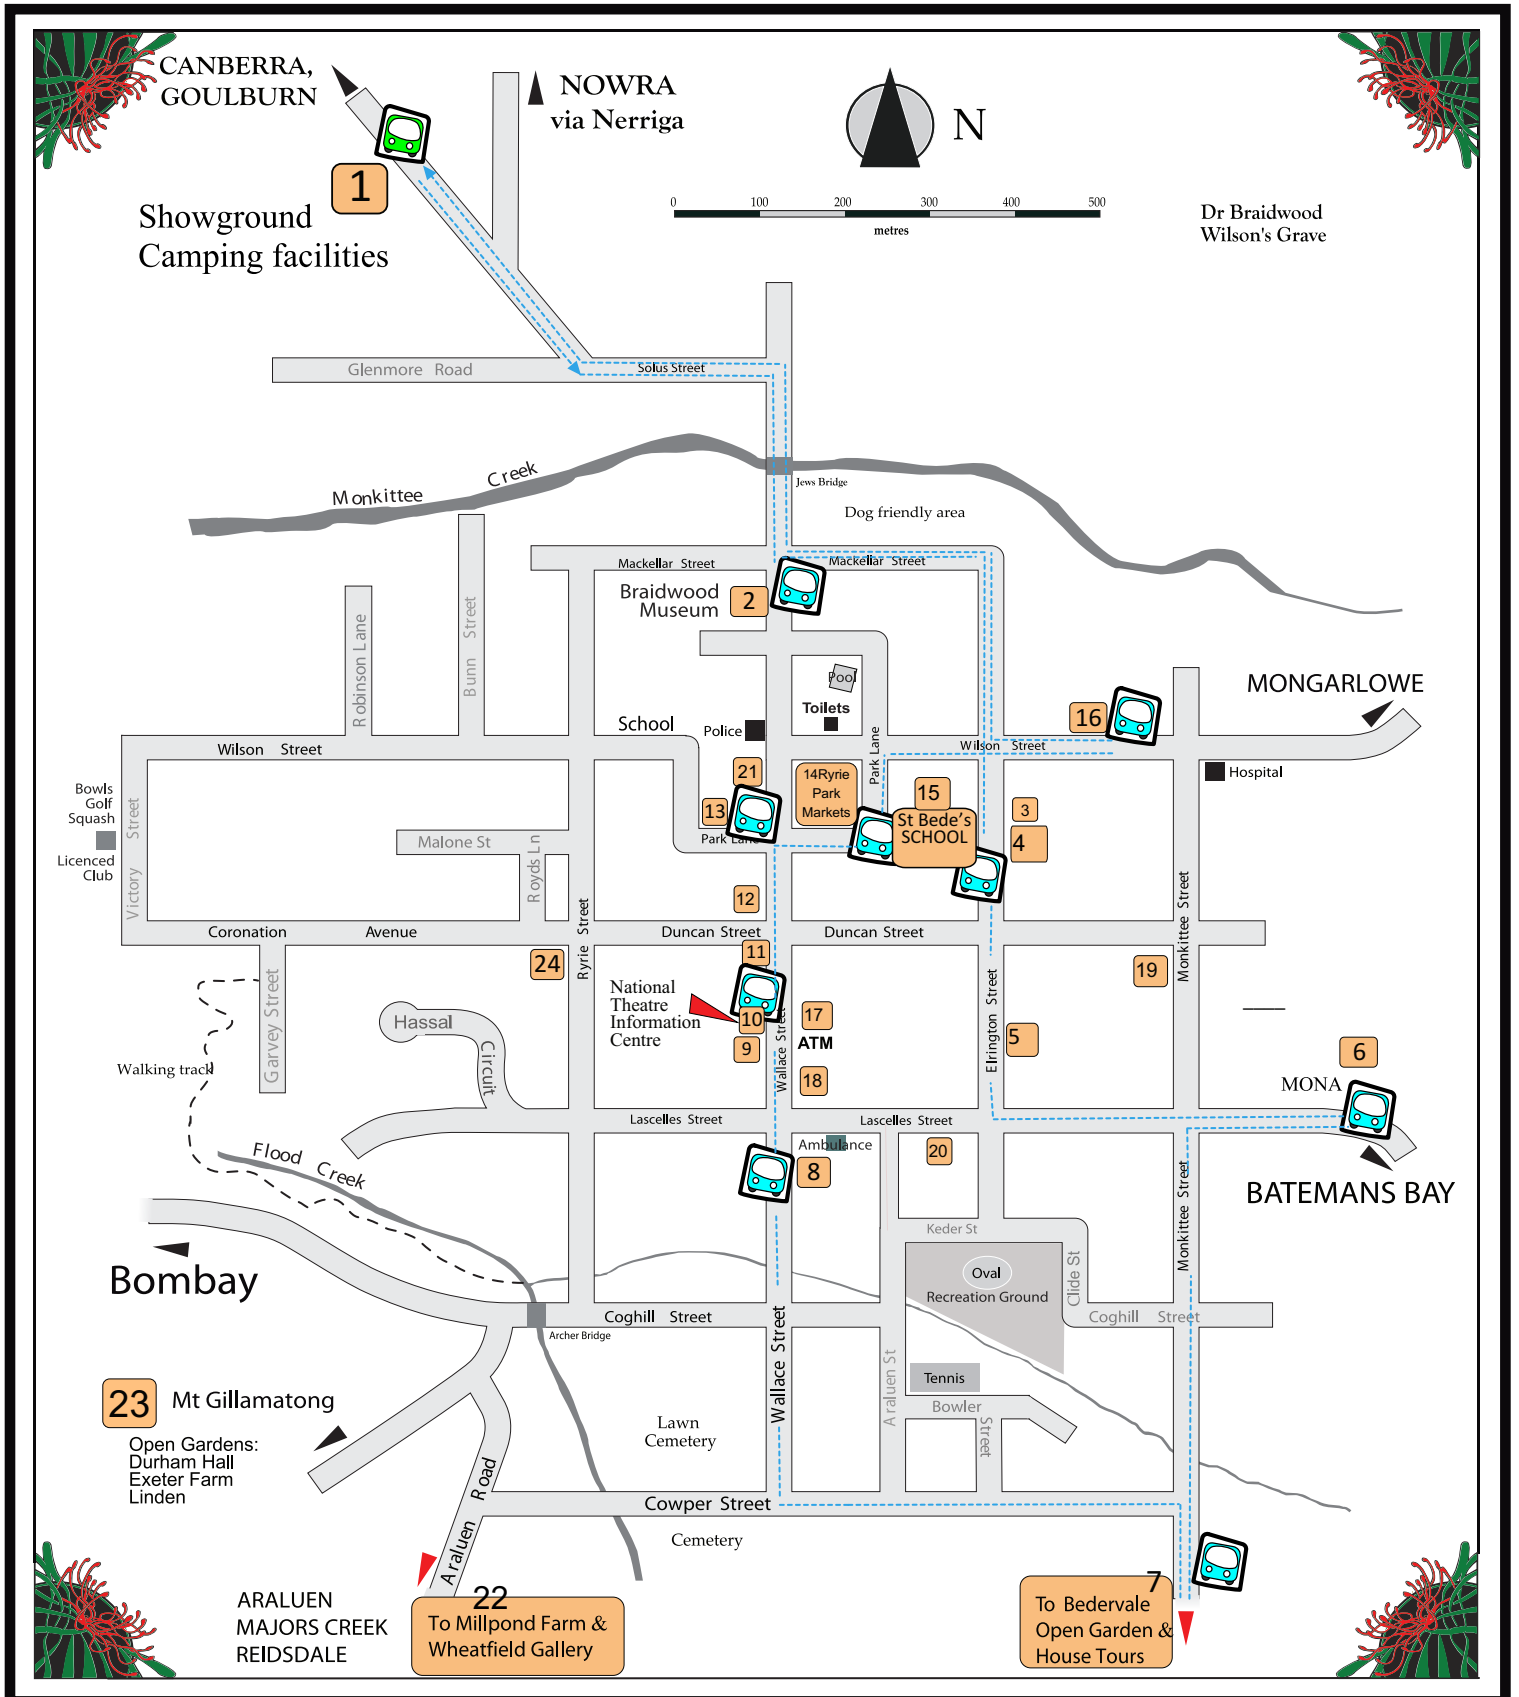 CANBERRA,
GOULBURN
NOWRA
via Nerriga
N
1
Showground
Camping facilities
0 100 200 300 400 500
metres
Dr Braidwood
Wilson's Grave
Glenmore Road
Solus Street
Monkittee Creek
Jews Bridge
Dog friendly area
Mackellar Street
Mackellar Street
Braidwood
Museum
2
Robinson Lane
Bunn Street
Pool
Toilets
School
Police
Park Lane
16
MONGARLOWE
Wilson Street
Wilson Street
Hospital
Bowls
Golf
Squash
Licenced
Club
Victory Street
21
13
14Ryrie
Park
Markets
15
St Bede's
SCHOOL
3
4
Park Lane
Malone St
Royds Ln
Ryrie Street
12
Monkittee Street
Coronation Avenue
Duncan Street
Duncan Street
24
11
19
Garvey Street
National
Theatre
Information
Centre
10
9
17
ATM
18
Wallace Street
Elrington Street
5
6
MONA
Hassal
Circuit
Walking track
Lascelles Street
Lascelles Street
Ambulance
8
20
Flood Creek
BATEMANS BAY
Monkittee Street
Keder St
Clide St
Oval
Recreation Ground
Bombay
Coghill Street
Coghill Street
Archer Bridge
Wallace Street
Araluen St
Tennis
Bowler
Street
23
Mt Gillamatong
Open Gardens:
Durham Hall
Exeter Farm
Linden
Lawn
Cemetery
Araluen Road
Cowper Street
Cemetery
ARALUEN
MAJORS CREEK
REIDSDALE
22
To Millpond Farm &
Wheatfield Gallery
7
To Bedervale
Open Garden &
House Tours